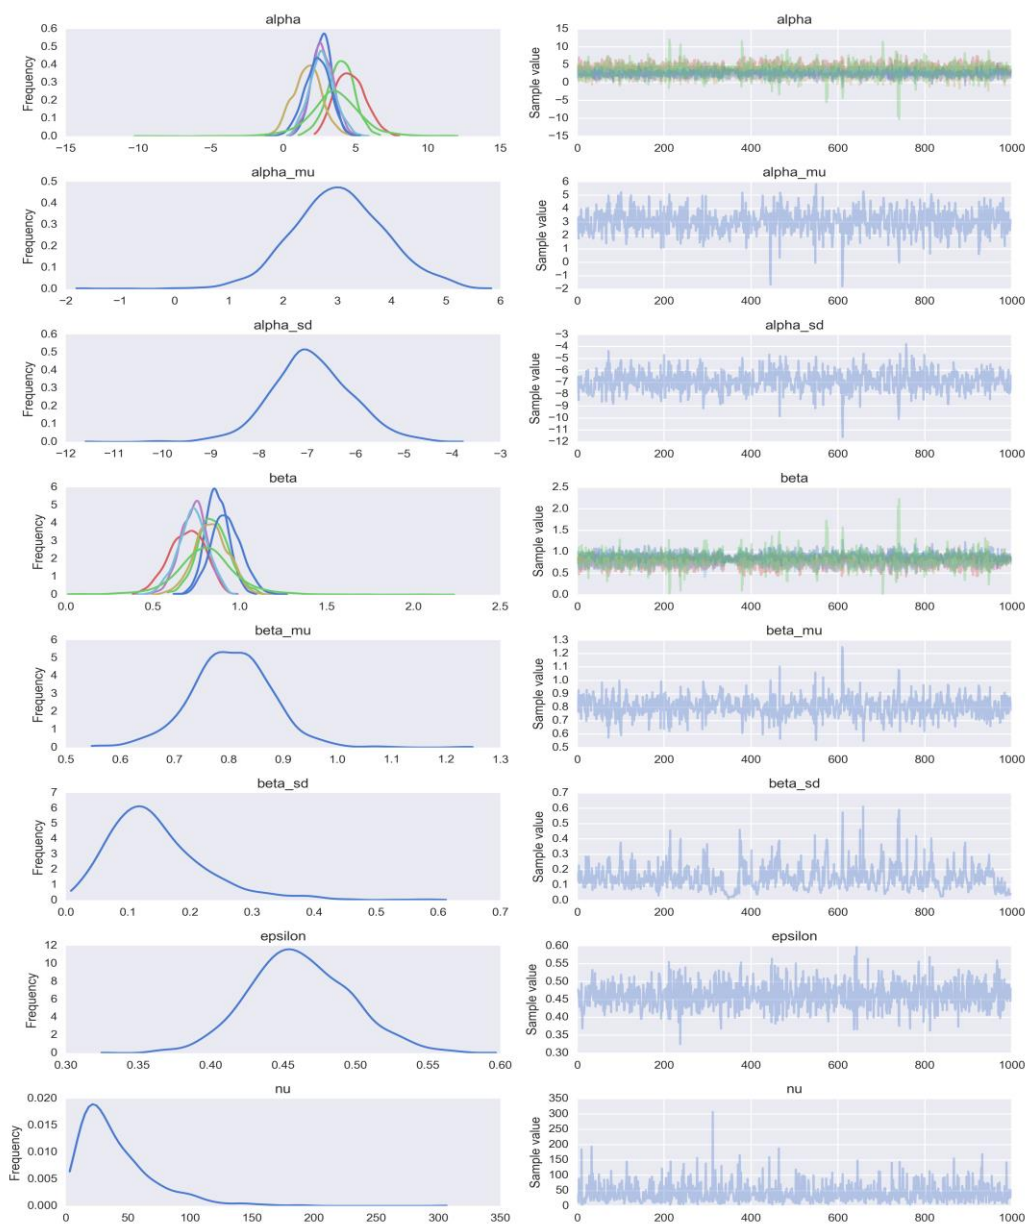 alpha
Frequency
0.6
0.5
0.4
0.3
0.2
0.1
0.0
−15 −10 −5 0 5 10 15
alpha
Sample value
15
10
5
0
−5
−10
−15
0 200 400 600 800 1000
alpha_mu
Frequency
0.5
0.4
0.3
0.2
0.1
0.0
−2 −1 0 1 2 3 4 5 6
alpha_mu
Sample value
6
5
4
3
2
1
0
−1
−2
0 200 400 600 800 1000
alpha_sd
Frequency
0.6
0.5
0.4
0.3
0.2
0.1
0.0
−12 −11 −10 −9 −8 −7 −6 −5 −4 −3
alpha_sd
Sample value
−3
−4
−5
−6
−7
−8
−9
−10
−11
−12
0 200 400 600 800 1000
beta
Frequency
6
5
4
3
2
1
0
0.0 0.5 1.0 1.5 2.0 2.5
beta
Sample value
2.5
2.0
1.5
1.0
0.5
0.0
0 200 400 600 800 1000
beta_mu
Frequency
6
5
4
3
2
1
0
0.5 0.6 0.7 0.8 0.9 1.0 1.1 1.2 1.3
beta_mu
Sample value
1.3
1.2
1.1
1.0
0.9
0.8
0.7
0.6
0.5
0 200 400 600 800 1000
beta_sd
Frequency
7
6
5
4
3
2
1
0
0.0 0.1 0.2 0.3 0.4 0.5 0.6 0.7
beta_sd
Sample value
0.7
0.6
0.5
0.4
0.3
0.2
0.1
0.0
0 200 400 600 800 1000
epsilon
Frequency
12
10
8
6
4
2
0
0.30 0.35 0.40 0.45 0.50 0.55 0.60
epsilon
Sample value
0.60
0.55
0.50
0.45
0.40
0.35
0.30
0 200 400 600 800 1000
nu
Frequency
0.020
0.015
0.010
0.005
0.000
0 50 100 150 200 250 300 350
nu
Sample value
350
300
250
200
150
100
50
0
0 200 400 600 800 1000